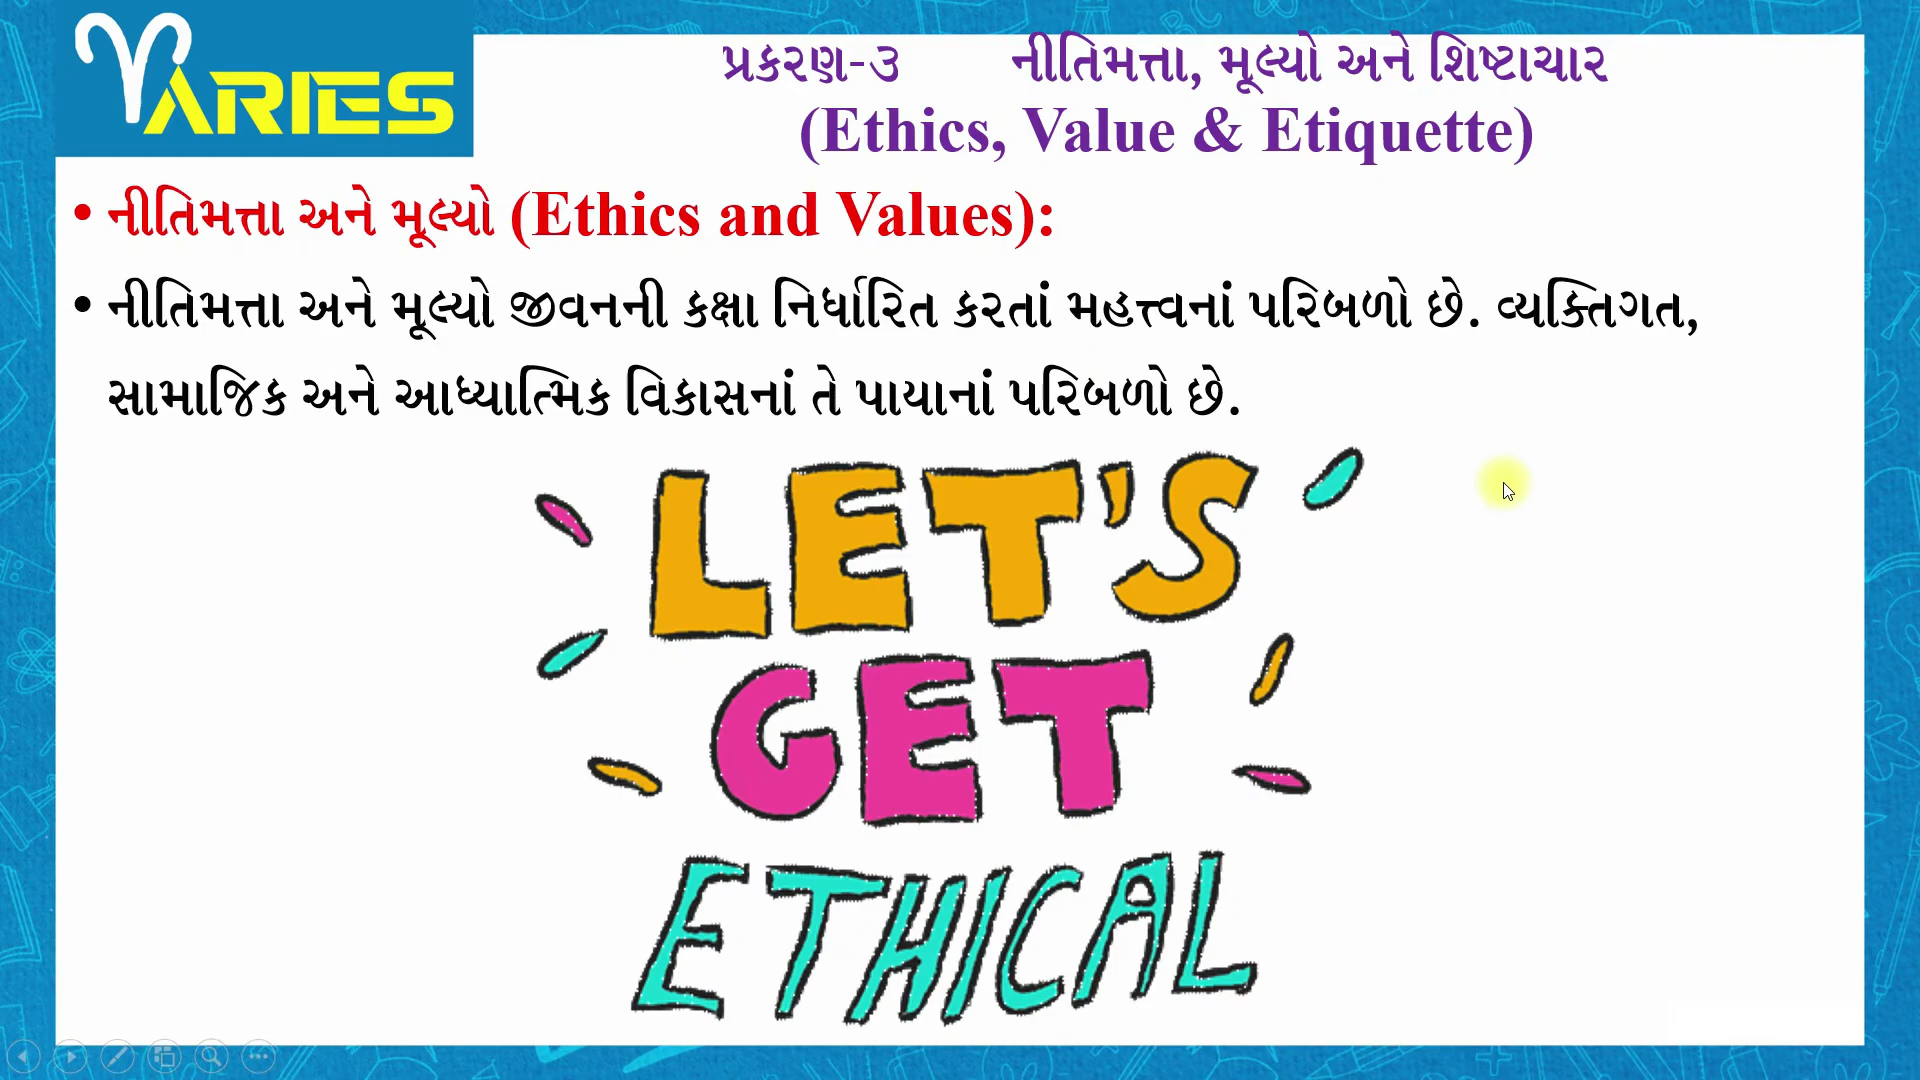 ARIES
પ્રકરણ-૩ નીતિમત્તા, મૂલ્યો અને શિષ્ટાચાર
(Ethics, Value & Etiquette)
• નીતિમત્તા અને મૂલ્યો (Ethics and Values):
• નીતિમત્તા અને મૂલ્યો જીવનની કક્ષા નિર્ધારિત કરતાં મહત્ત્વનાં પરિબળો છે. વ્યક્તિગત,
સામાજિક અને આધ્યાત્મિક વિકાસનાં તે પાયાનાં પરિબળો છે.
LET'S
GET
ETHICAL